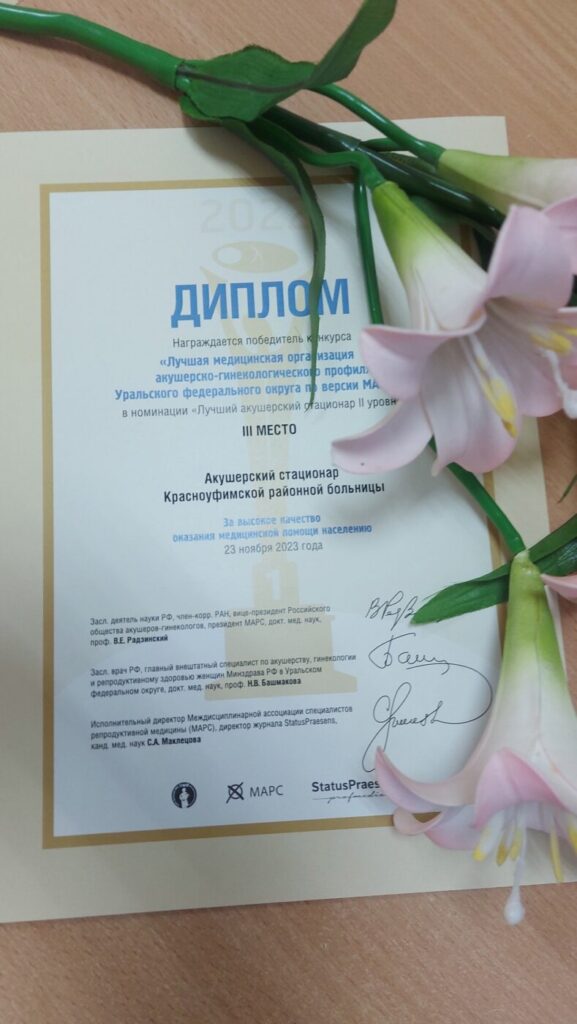 2023
ДИПЛОМ
Награждается победитель конкурса
«Лучшая медицинская организация
акушерско-гинекологического профиля
Уральского федерального округа по версии
в номинации «Лучший акушерский стационар II уровня
III МЕСТО
Акушерский стационар
Красноуфимской районной больницы
За высокое качество
оказания медицинской помощи населению
23 ноября 2023 года
1
Засл. деятель науки РФ, член-корр. РАН, вице-президент Российского
общества акушеров-гинекологов, президент МАРС, докт. мед. наук,
проф. В.Е. Радзинский
Засл. врач РФ, главный внештатный специалист по акушерству, гинекологии
и репродуктивному здоровью женщин Минздрава РФ в Уральском
федеральном округе, докт. мед. наук, проф. Н.В. Башмакова
Исполнительный директор Междисциплинарной ассоциации специалистов
репродуктивной медицины (МАРС), директор журнала StatusPraesens,
канд. мед. наук С.А. Маклецова
МАРС
StatusPraesens
profmedia